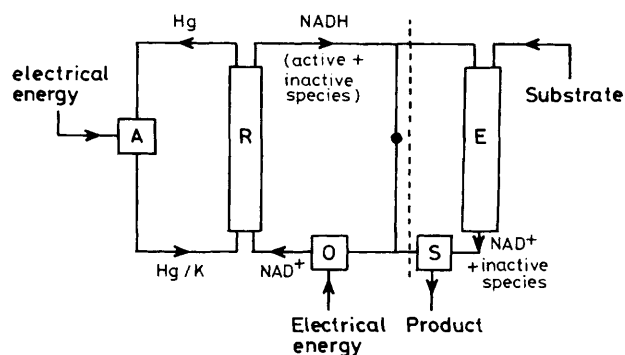 Hg
NADH
(active +
inactive
species)
electrical
energy
Substrate
A
R
E
Hg/K
NAD⁺
O
S
NAD⁺
+ inactive
species
Electrical
energy
Product